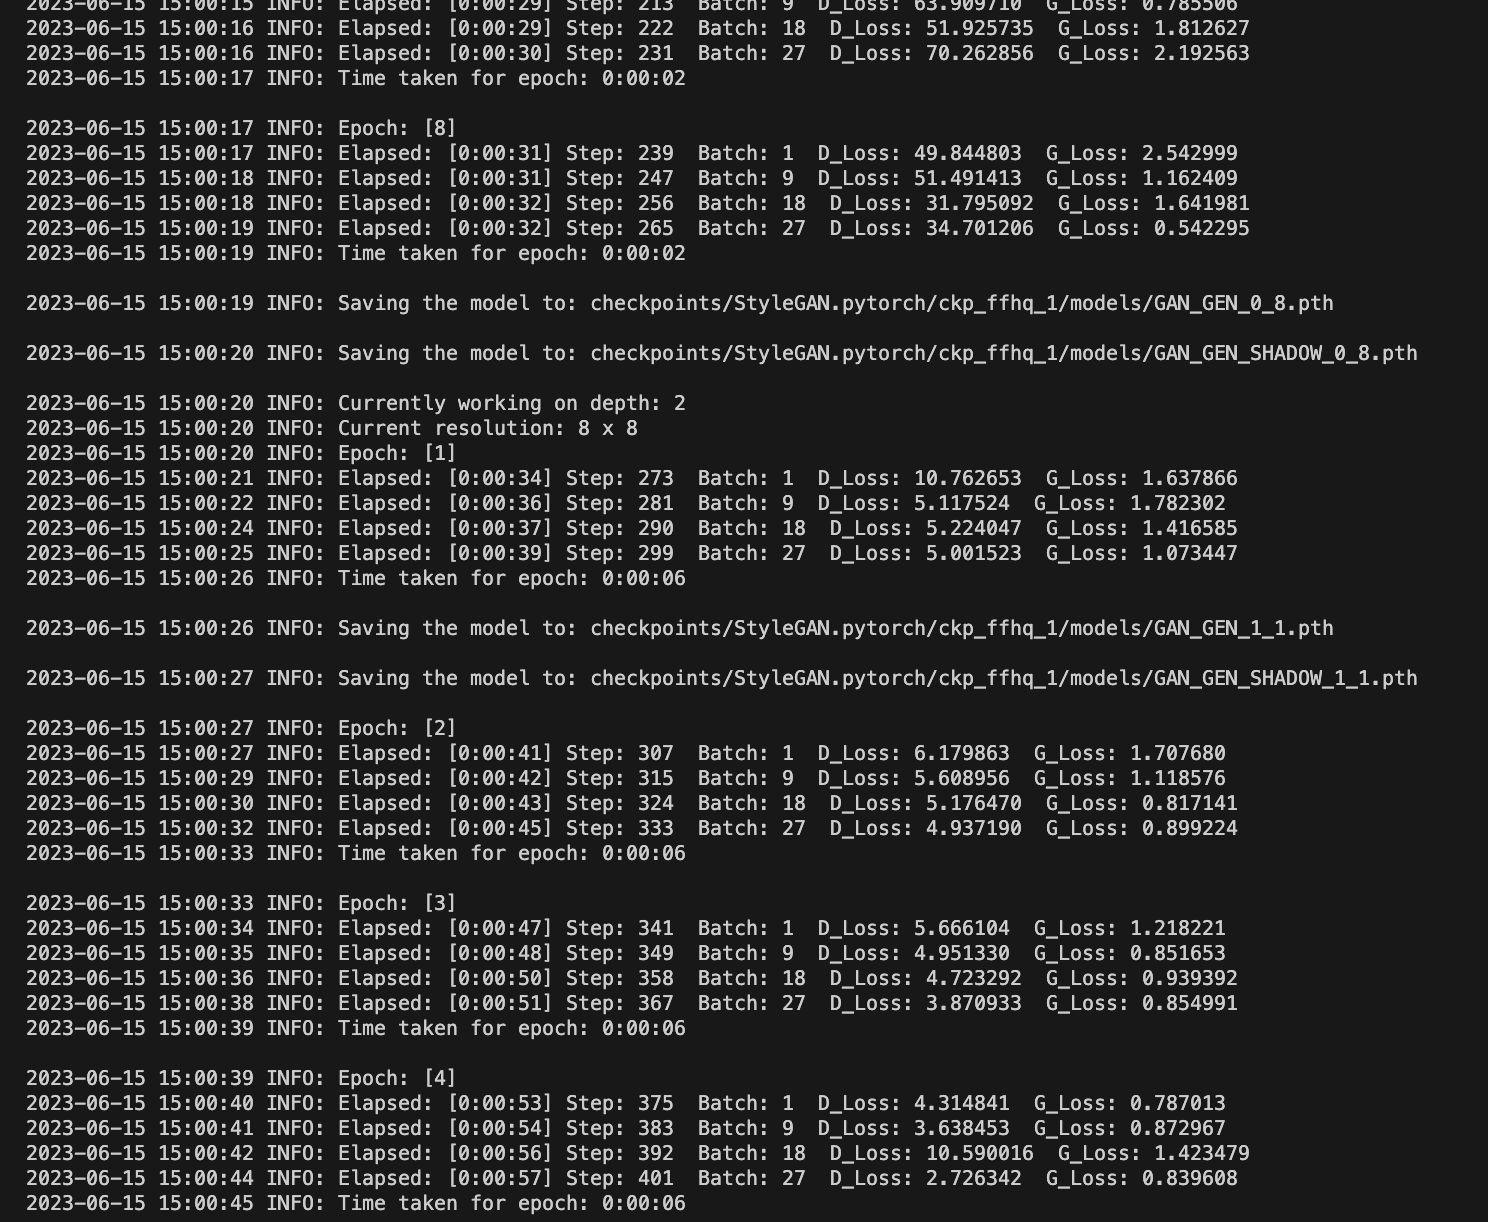 2023-06-15 15:00:15 INFO: Elapsed: [0:00:29] Step: 213  Batch: 9  D_Loss: 63.909710  G_Loss: 0.785506
2023-06-15 15:00:16 INFO: Elapsed: [0:00:29] Step: 222  Batch: 18  D_Loss: 51.925735  G_Loss: 1.812627
2023-06-15 15:00:16 INFO: Elapsed: [0:00:30] Step: 231  Batch: 27  D_Loss: 70.262856  G_Loss: 2.192563
2023-06-15 15:00:17 INFO: Time taken for epoch: 0:00:02
2023-06-15 15:00:17 INFO: Epoch: [8]
2023-06-15 15:00:17 INFO: Elapsed: [0:00:31] Step: 239  Batch: 1  D_Loss: 49.844803  G_Loss: 2.542999
2023-06-15 15:00:18 INFO: Elapsed: [0:00:31] Step: 247  Batch: 9  D_Loss: 51.491413  G_Loss: 1.162409
2023-06-15 15:00:18 INFO: Elapsed: [0:00:32] Step: 256  Batch: 18  D_Loss: 31.795092  G_Loss: 1.641981
2023-06-15 15:00:19 INFO: Elapsed: [0:00:32] Step: 265  Batch: 27  D_Loss: 34.701206  G_Loss: 0.542295
2023-06-15 15:00:19 INFO: Time taken for epoch: 0:00:02
2023-06-15 15:00:19 INFO: Saving the model to: checkpoints/StyleGAN.pytorch/ckp_ffhq_1/models/GAN_GEN_0_8.pth
2023-06-15 15:00:20 INFO: Saving the model to: checkpoints/StyleGAN.pytorch/ckp_ffhq_1/models/GAN_GEN_SHADOW_0_8.pth
2023-06-15 15:00:20 INFO: Currently working on depth: 2
2023-06-15 15:00:20 INFO: Current resolution: 8 x 8
2023-06-15 15:00:20 INFO: Epoch: [1]
2023-06-15 15:00:21 INFO: Elapsed: [0:00:34] Step: 273  Batch: 1  D_Loss: 10.762653  G_Loss: 1.637866
2023-06-15 15:00:22 INFO: Elapsed: [0:00:36] Step: 281  Batch: 9  D_Loss: 5.117524  G_Loss: 1.782302
2023-06-15 15:00:24 INFO: Elapsed: [0:00:37] Step: 290  Batch: 18  D_Loss: 5.224047  G_Loss: 1.416585
2023-06-15 15:00:25 INFO: Elapsed: [0:00:39] Step: 299  Batch: 27  D_Loss: 5.001523  G_Loss: 1.073447
2023-06-15 15:00:26 INFO: Time taken for epoch: 0:00:06
2023-06-15 15:00:26 INFO: Saving the model to: checkpoints/StyleGAN.pytorch/ckp_ffhq_1/models/GAN_GEN_1_1.pth
2023-06-15 15:00:27 INFO: Saving the model to: checkpoints/StyleGAN.pytorch/ckp_ffhq_1/models/GAN_GEN_SHADOW_1_1.pth
2023-06-15 15:00:27 INFO: Epoch: [2]
2023-06-15 15:00:27 INFO: Elapsed: [0:00:41] Step: 307  Batch: 1  D_Loss: 6.179863  G_Loss: 1.707680
2023-06-15 15:00:29 INFO: Elapsed: [0:00:42] Step: 315  Batch: 9  D_Loss: 5.608956  G_Loss: 1.118576
2023-06-15 15:00:30 INFO: Elapsed: [0:00:43] Step: 324  Batch: 18  D_Loss: 5.176470  G_Loss: 0.817141
2023-06-15 15:00:32 INFO: Elapsed: [0:00:45] Step: 333  Batch: 27  D_Loss: 4.937190  G_Loss: 0.899224
2023-06-15 15:00:33 INFO: Time taken for epoch: 0:00:06
2023-06-15 15:00:33 INFO: Epoch: [3]
2023-06-15 15:00:34 INFO: Elapsed: [0:00:47] Step: 341  Batch: 1  D_Loss: 5.666104  G_Loss: 1.218221
2023-06-15 15:00:35 INFO: Elapsed: [0:00:48] Step: 349  Batch: 9  D_Loss: 4.951330  G_Loss: 0.851653
2023-06-15 15:00:36 INFO: Elapsed: [0:00:50] Step: 358  Batch: 18  D_Loss: 4.723292  G_Loss: 0.939392
2023-06-15 15:00:38 INFO: Elapsed: [0:00:51] Step: 367  Batch: 27  D_Loss: 3.870933  G_Loss: 0.854991
2023-06-15 15:00:39 INFO: Time taken for epoch: 0:00:06
2023-06-15 15:00:39 INFO: Epoch: [4]
2023-06-15 15:00:40 INFO: Elapsed: [0:00:53] Step: 375  Batch: 1  D_Loss: 4.314841  G_Loss: 0.787013
2023-06-15 15:00:41 INFO: Elapsed: [0:00:54] Step: 383  Batch: 9  D_Loss: 3.638453  G_Loss: 0.872967
2023-06-15 15:00:42 INFO: Elapsed: [0:00:56] Step: 392  Batch: 18  D_Loss: 10.590016  G_Loss: 1.423479
2023-06-15 15:00:44 INFO: Elapsed: [0:00:57] Step: 401  Batch: 27  D_Loss: 2.726342  G_Loss: 0.839608
2023-06-15 15:00:45 INFO: Time taken for epoch: 0:00:06